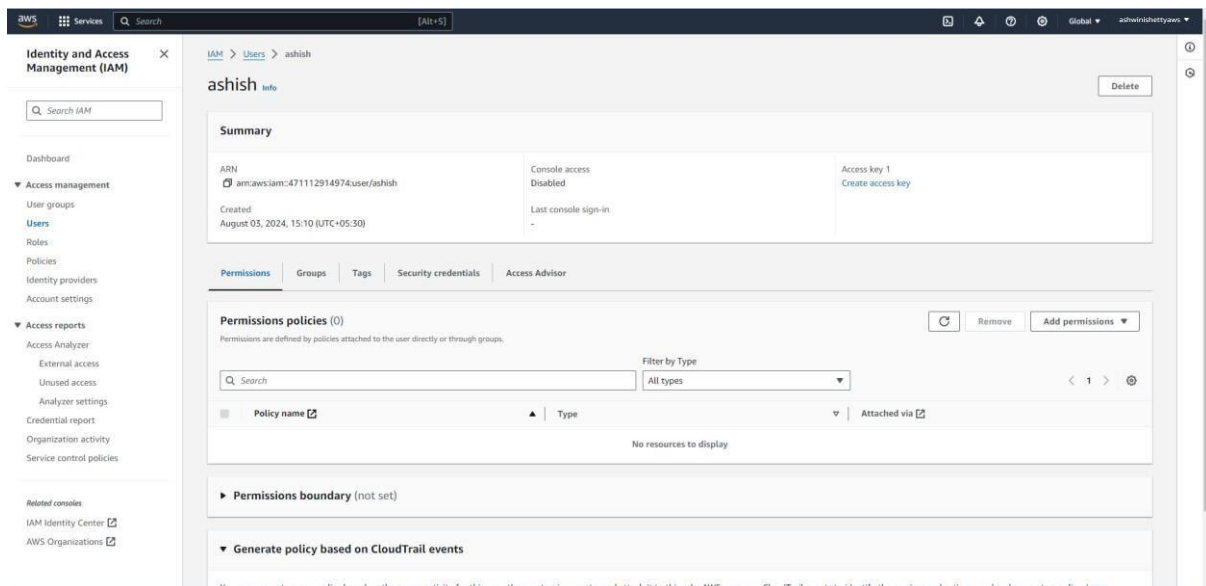 aws
Services
Search
[Alt+S]
Global
ashwinishettyaws
Identity and Access Management (IAM)
Search IAM
Dashboard
Access management
User groups
Users
Roles
Policies
Identity providers
Account settings
Access reports
Access Analyzer
External access
Unused access
Analyzer settings
Credential report
Organization activity
Service control policies
Related consoles
IAM Identity Center
AWS Organizations
IAM > Users > ashish
ashish Info
Delete
Summary
ARN
arn:aws:iam::471112914974:user/ashish
Console access
Disabled
Access key 1
Create access key
Created
August 03, 2024, 15:10 (UTC+05:30)
Last console sign-in
-
Permissions
Groups
Tags
Security credentials
Access Advisor
Permissions policies (0)
Permissions are defined by policies attached to the user directly or through groups.
Remove
Add permissions
Filter by Type
Search
All types
1
Policy name
Type
Attached via
No resources to display
Permissions boundary (not set)
Generate policy based on CloudTrail events